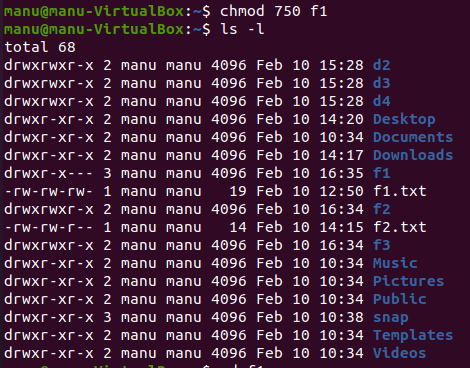 manu@manu-VirtualBox:~$ chmod 750 f1
manu@manu-VirtualBox:~$ ls -l
total 68
drwxrwxr-x 2 manu manu 4096 Feb 10 15:28 d2
drwxrwxr-x 2 manu manu 4096 Feb 10 15:28 d3
drwxrwxr-x 2 manu manu 4096 Feb 10 15:28 d4
drwxr-xr-x 2 manu manu 4096 Feb 10 14:20 Desktop
drwxr-xr-x 2 manu manu 4096 Feb 10 10:34 Documents
drwxr-xr-x 2 manu manu 4096 Feb 10 14:17 Downloads
drwxr-x--- 3 manu manu 4096 Feb 10 16:35 f1
-rw-rw-rw- 1 manu manu   19 Feb 10 12:50 f1.txt
drwxrwxr-x 2 manu manu 4096 Feb 10 16:34 f2
-rw-rw-r-- 1 manu manu   14 Feb 10 14:15 f2.txt
drwxrwxr-x 2 manu manu 4096 Feb 10 16:34 f3
drwxr-xr-x 2 manu manu 4096 Feb 10 10:34 Music
drwxr-xr-x 2 manu manu 4096 Feb 10 10:34 Pictures
drwxr-xr-x 2 manu manu 4096 Feb 10 10:34 Public
drwxr-xr-x 3 manu manu 4096 Feb 10 10:38 snap
drwxr-xr-x 2 manu manu 4096 Feb 10 10:34 Templates
drwxr-xr-x 2 manu manu 4096 Feb 10 10:34 Videos